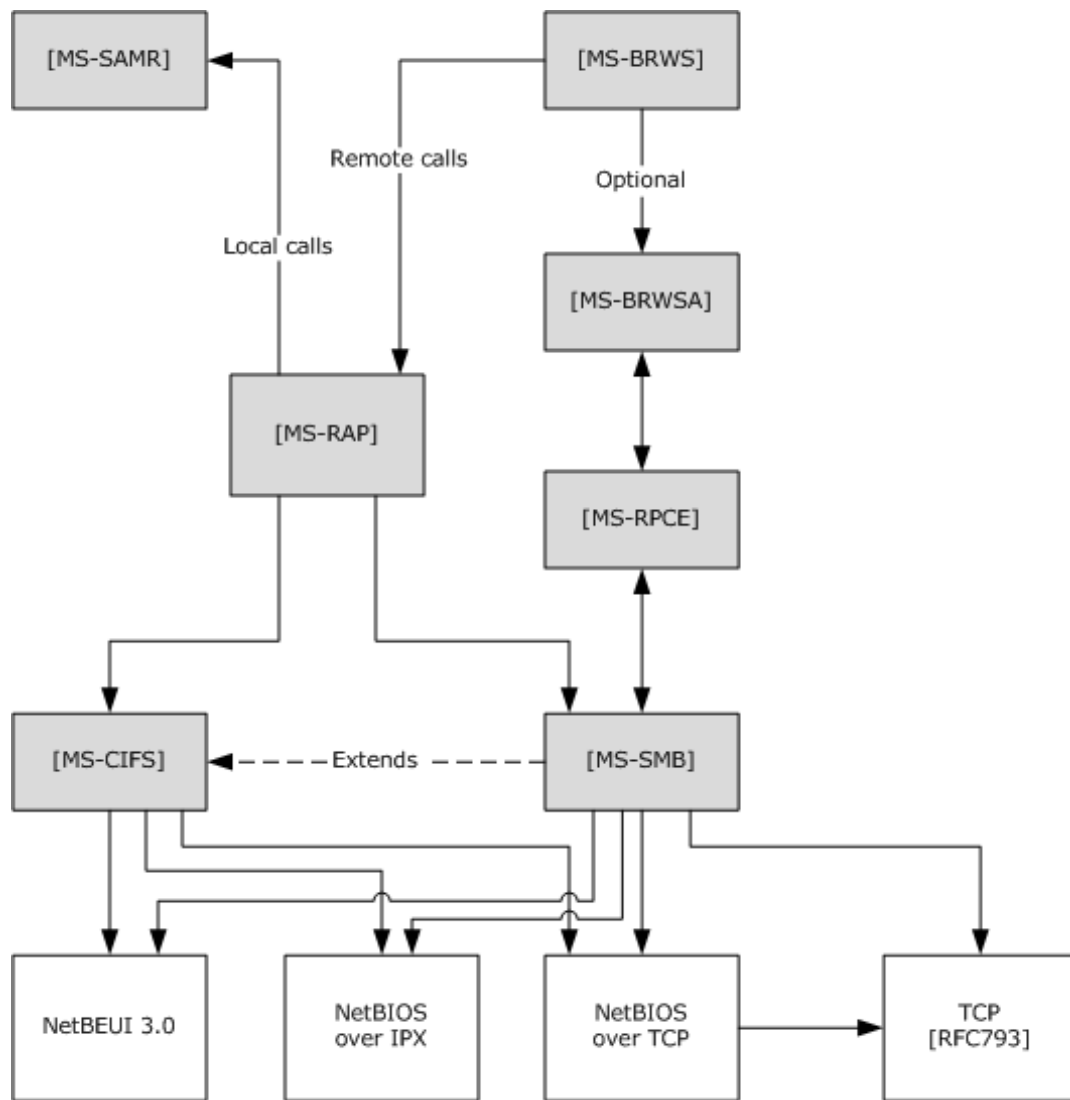 [MS-SAMR]
[MS-BRWS]
Remote calls
Optional
Local calls
[MS-BRWSA]
[MS-RAP]
[MS-RPCE]
[MS-CIFS]
Extends
[MS-SMB]
NetBEUI 3.0
NetBIOS
over IPX
NetBIOS
over TCP
TCP
[RFC793]